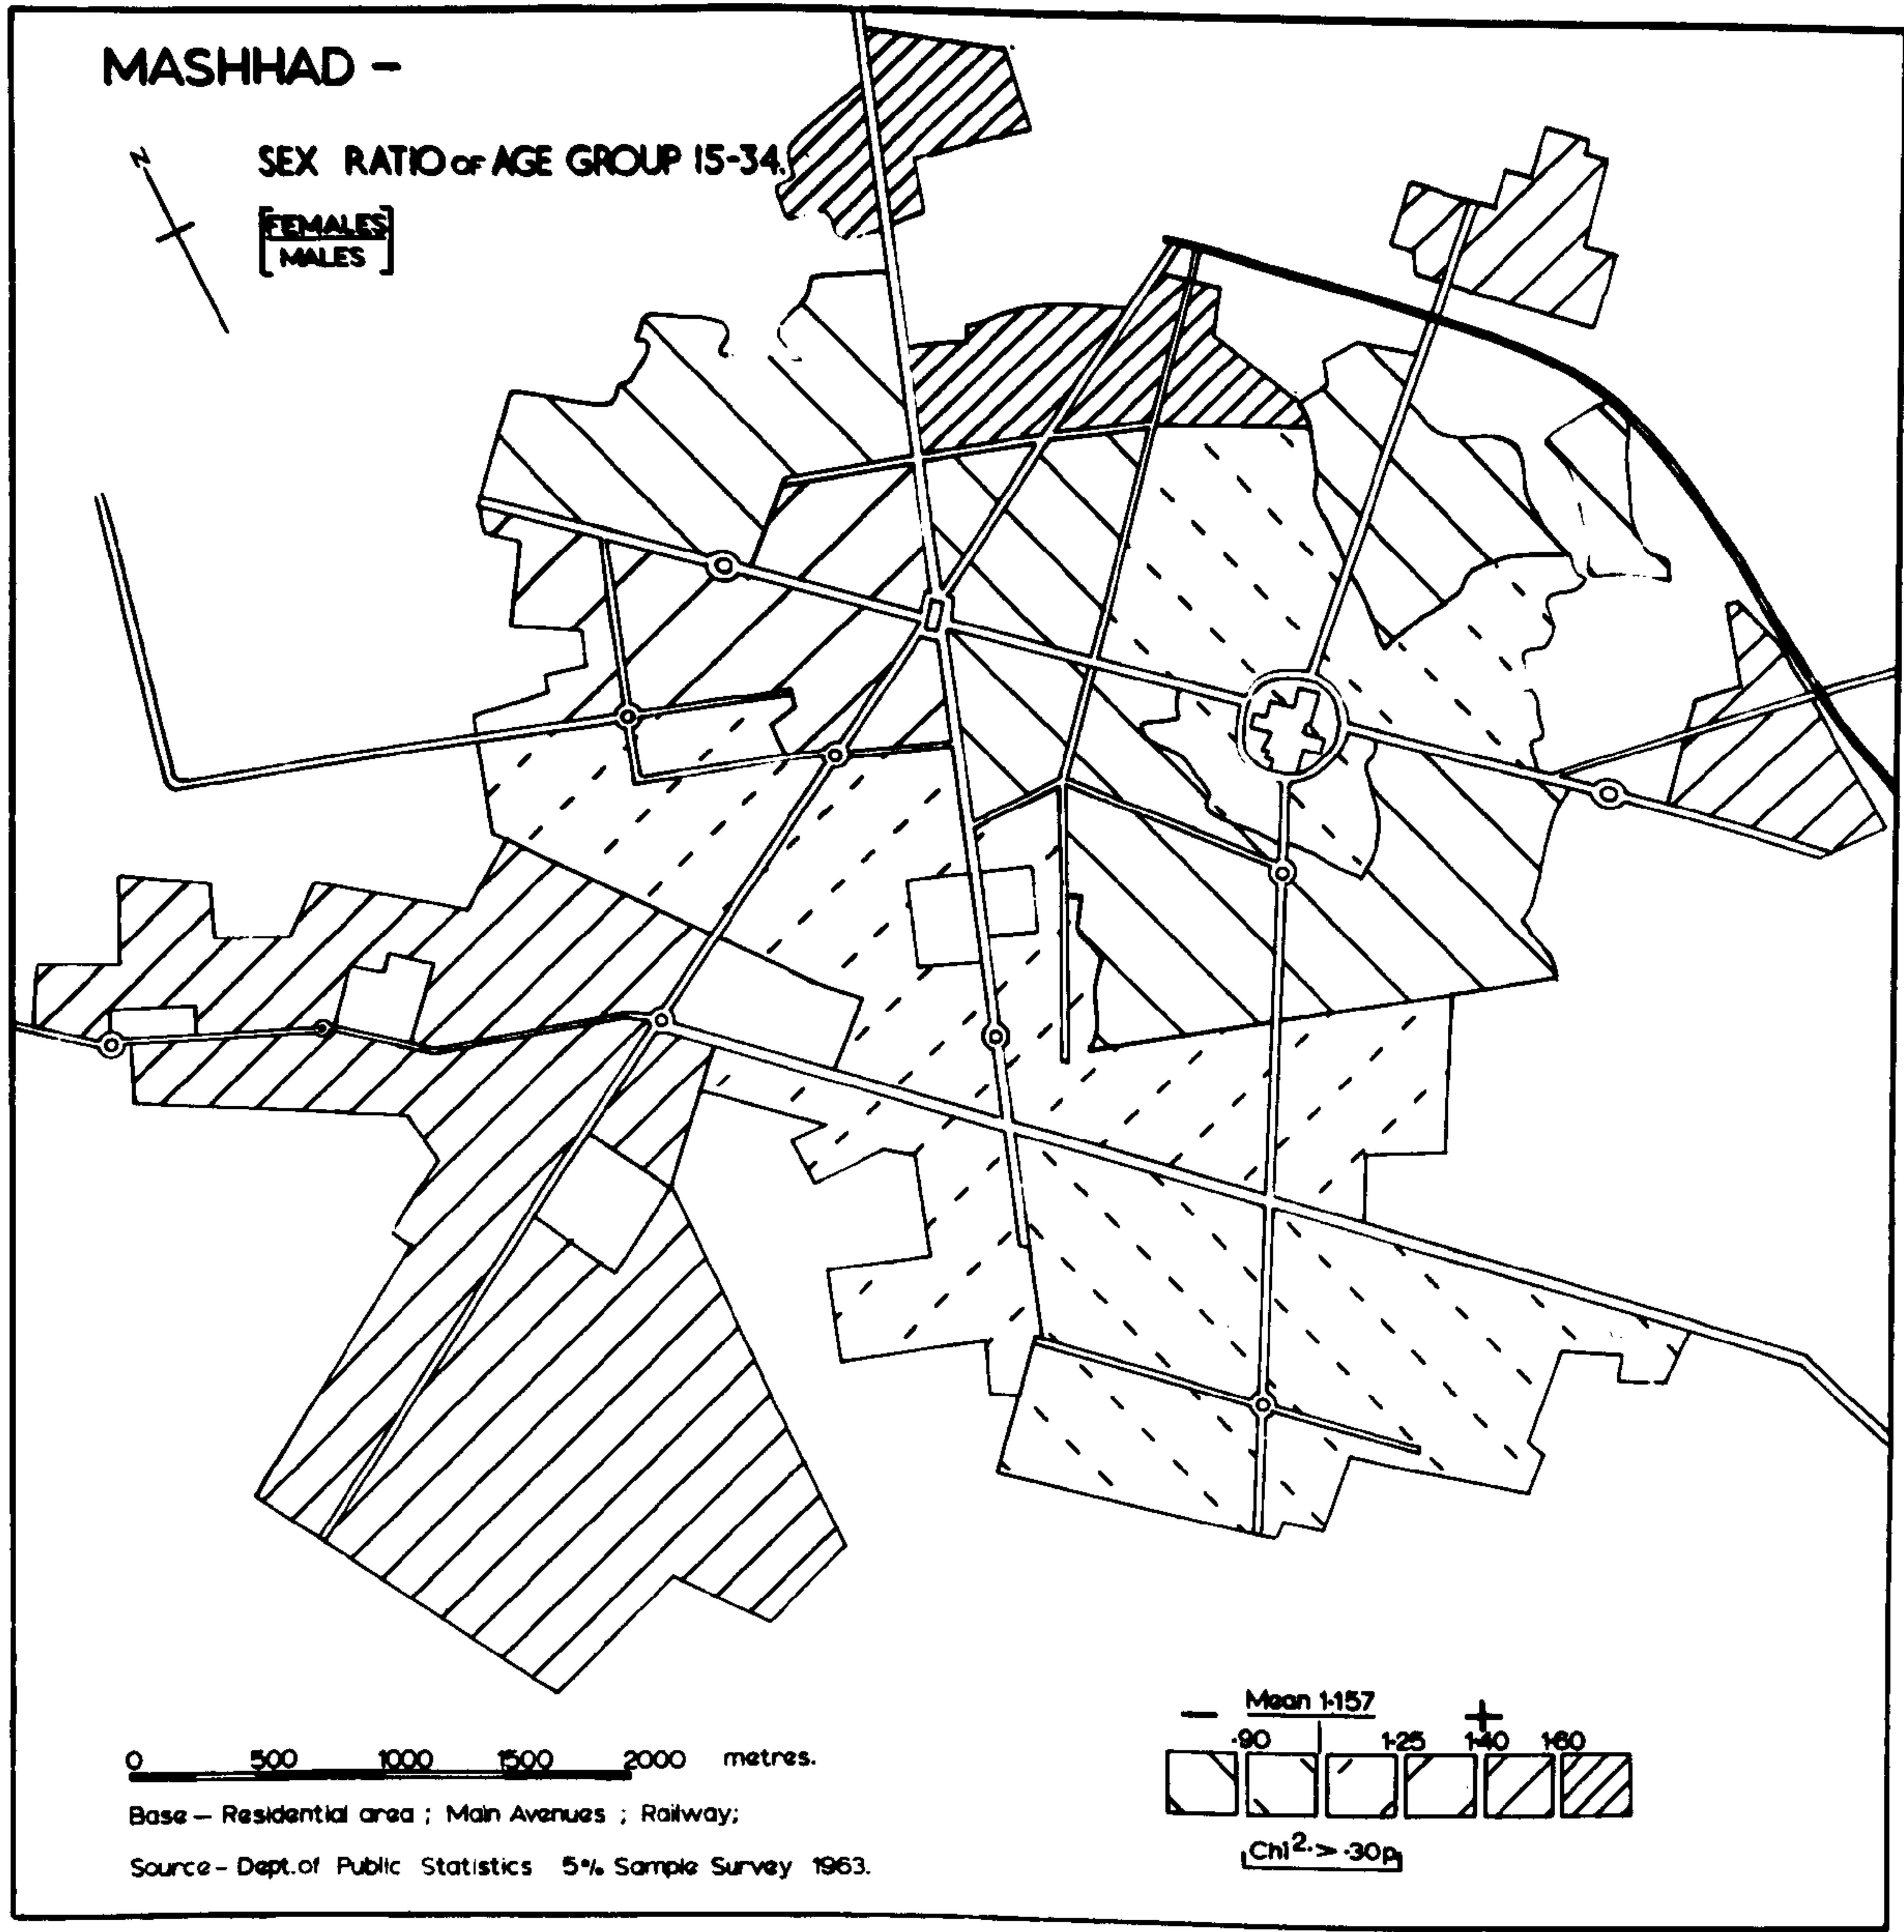 MASHHAD -
N
SEX RATIO OF AGE GROUP 15-34.
[FEMALES
MALES]
0 500 1000 1500 2000 metres.
Base — Residential area ; Main Avenues ; Railway;
Source - Dept. of Public Statistics 5% Sample Survey 1963.
— Mean 1·157 +
·90 1·25 1·40 1·60
Chi²·> ·30p